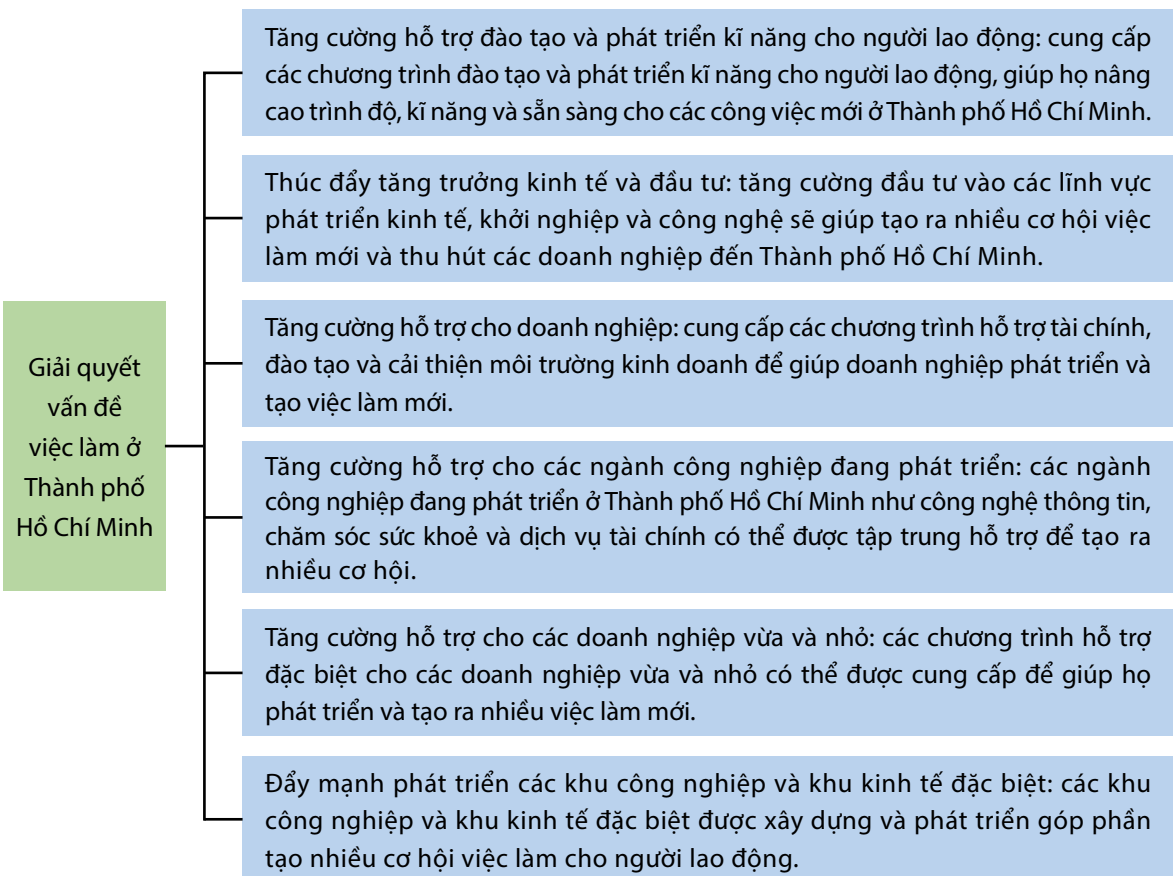 Giải quyết
vấn đề
việc làm ở
Thành phố
Hồ Chí Minh
Tăng cường hỗ trợ đào tạo và phát triển kĩ năng cho người lao động: cung cấp
các chương trình đào tạo và phát triển kĩ năng cho người lao động, giúp họ nâng
cao trình độ, kĩ năng và sẵn sàng cho các công việc mới ở Thành phố Hồ Chí Minh.
Thúc đẩy tăng trưởng kinh tế và đầu tư: tăng cường đầu tư vào các lĩnh vực
phát triển kinh tế, khởi nghiệp và công nghệ sẽ giúp tạo ra nhiều cơ hội việc
làm mới và thu hút các doanh nghiệp đến Thành phố Hồ Chí Minh.
Tăng cường hỗ trợ cho doanh nghiệp: cung cấp các chương trình hỗ trợ tài chính,
đào tạo và cải thiện môi trường kinh doanh để giúp doanh nghiệp phát triển và
tạo việc làm mới.
Tăng cường hỗ trợ cho các ngành công nghiệp đang phát triển: các ngành
công nghiệp đang phát triển ở Thành phố Hồ Chí Minh như công nghệ thông tin,
chăm sóc sức khoẻ và dịch vụ tài chính có thể được tập trung hỗ trợ để tạo ra
nhiều cơ hội.
Tăng cường hỗ trợ cho các doanh nghiệp vừa và nhỏ: các chương trình hỗ trợ
đặc biệt cho các doanh nghiệp vừa và nhỏ có thể được cung cấp để giúp họ
phát triển và tạo ra nhiều việc làm mới.
Đẩy mạnh phát triển các khu công nghiệp và khu kinh tế đặc biệt: các khu
công nghiệp và khu kinh tế đặc biệt được xây dựng và phát triển góp phần
tạo nhiều cơ hội việc làm cho người lao động.